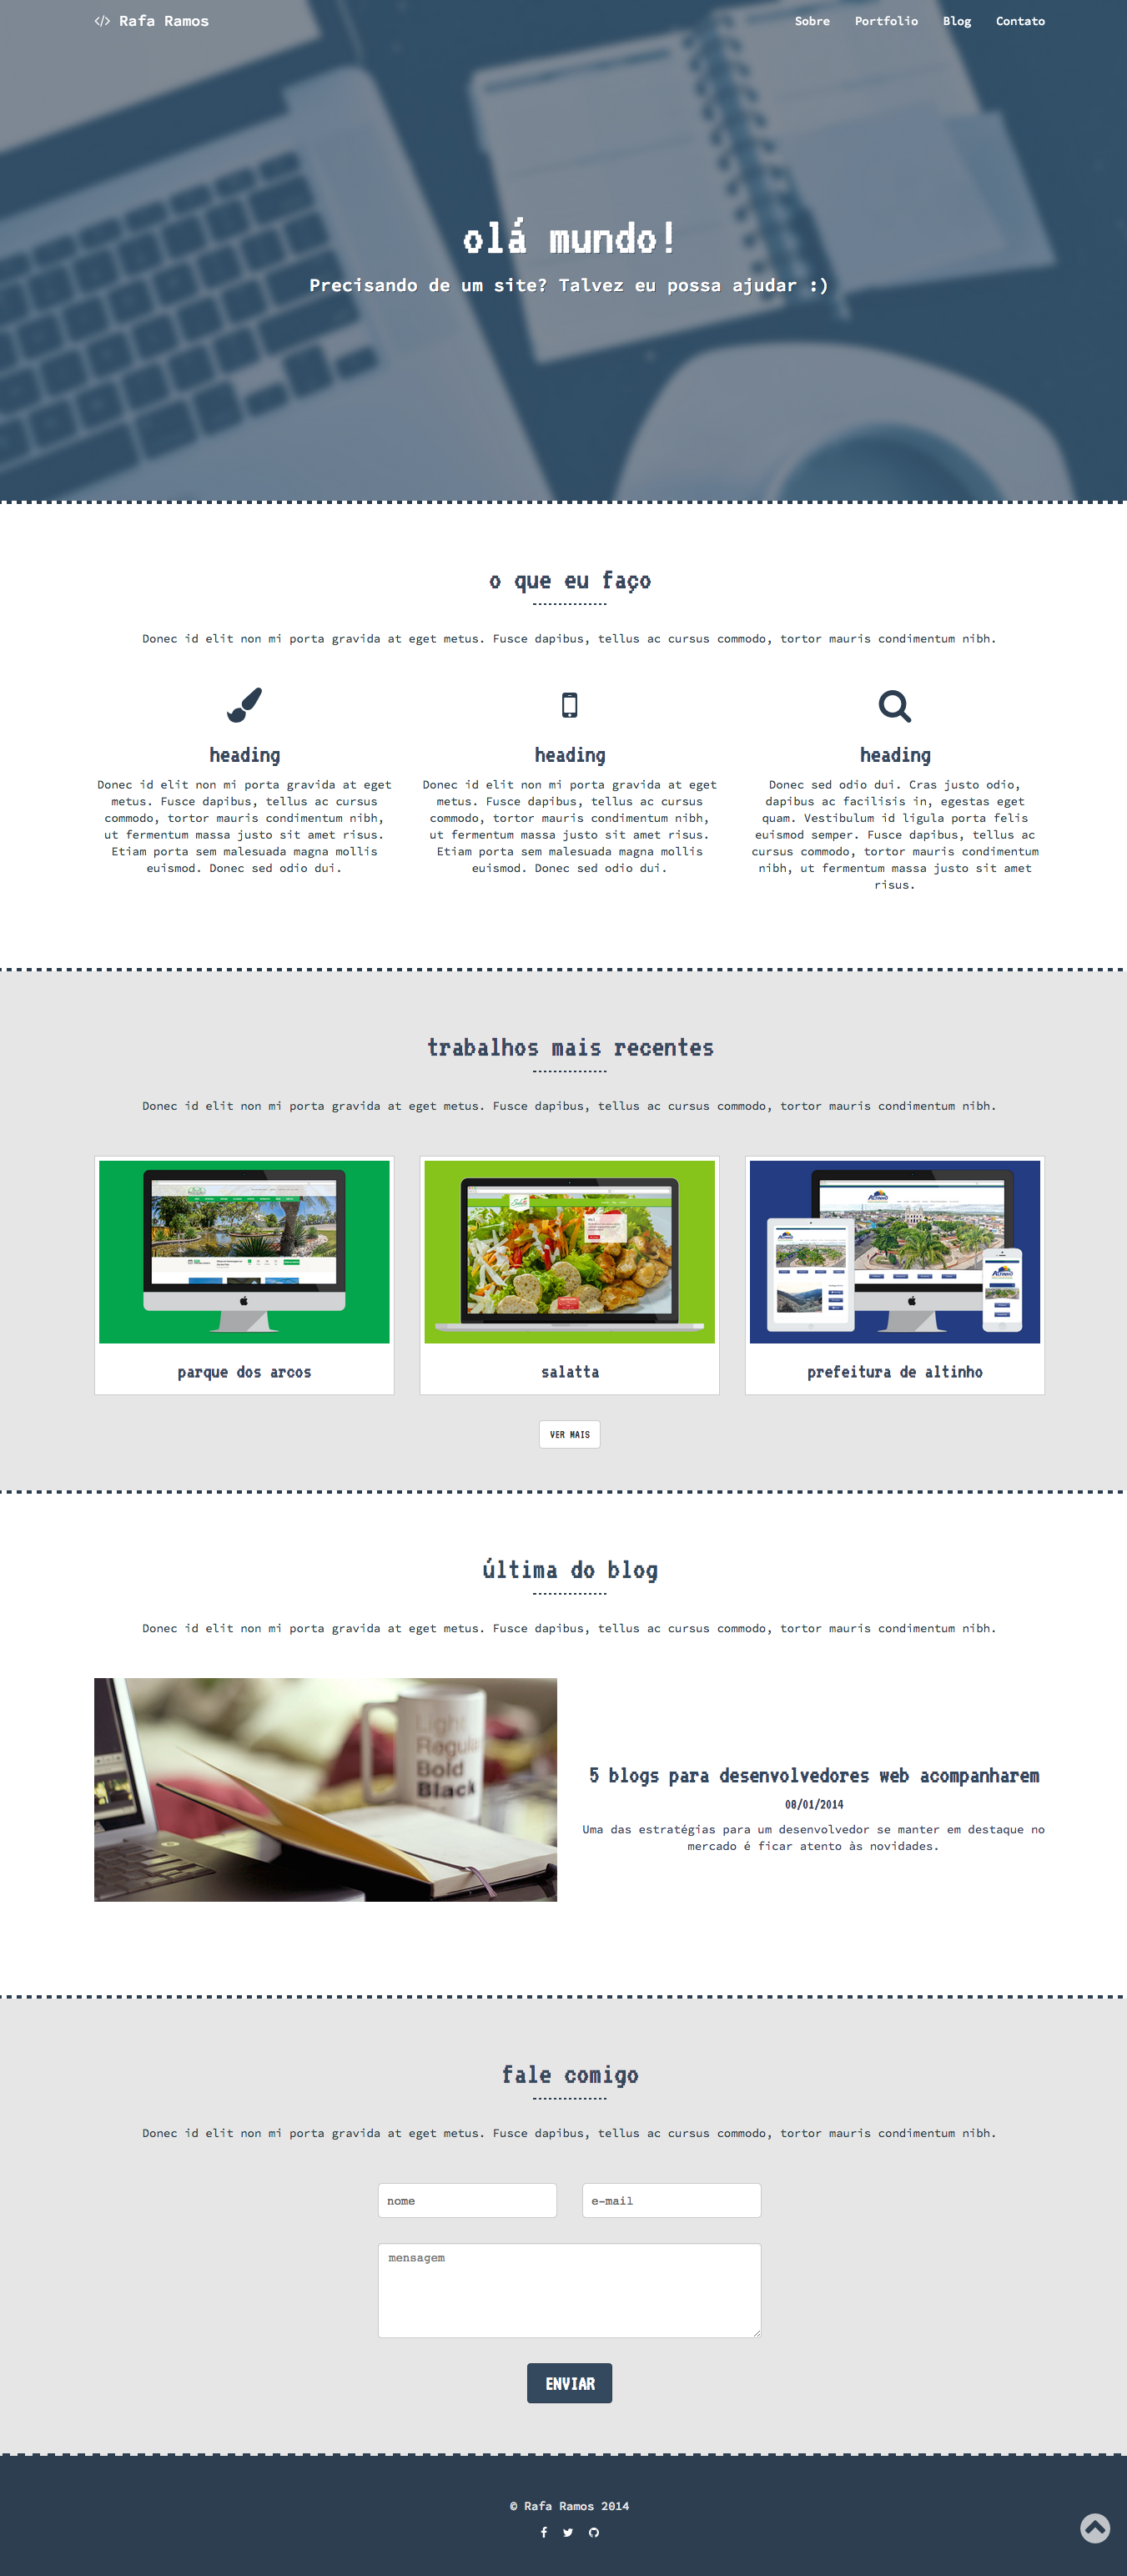 </> Rafa Ramos
Sobre Portfolio Blog Contato
olá mundo!
Precisando de um site? Talvez eu possa ajudar :)
o que eu faço
Donec id elit non mi porta gravida at eget metus. Fusce dapibus, tellus ac cursus commodo, tortor mauris condimentum nibh.
heading
Donec id elit non mi porta gravida at eget
metus. Fusce dapibus, tellus ac cursus
commodo, tortor mauris condimentum nibh,
ut fermentum massa justo sit amet risus.
Etiam porta sem malesuada magna mollis
euismod. Donec sed odio dui.
heading
Donec id elit non mi porta gravida at eget
metus. Fusce dapibus, tellus ac cursus
commodo, tortor mauris condimentum nibh,
ut fermentum massa justo sit amet risus.
Etiam porta sem malesuada magna mollis
euismod. Donec sed odio dui.
heading
Donec sed odio dui. Cras justo odio,
dapibus ac facilisis in, egestas eget
quam. Vestibulum id ligula porta felis
euismod semper. Fusce dapibus, tellus ac
cursus commodo, tortor mauris condimentum
nibh, ut fermentum massa justo sit amet
risus.
trabalhos mais recentes
Donec id elit non mi porta gravida at eget metus. Fusce dapibus, tellus ac cursus commodo, tortor mauris condimentum nibh.
parque dos arcos
Salatta
salatta
ALTINHO
ALTINHO
ALTINHO
prefeitura de altinho
VER MAIS
última do blog
Donec id elit non mi porta gravida at eget metus. Fusce dapibus, tellus ac cursus commodo, tortor mauris condimentum nibh.
Light
Regular
Bold
Black
5 blogs para desenvolvedores web acompanharem
08/01/2014
Uma das estratégias para um desenvolvedor se manter em destaque no
mercado é ficar atento às novidades.
fale comigo
Donec id elit non mi porta gravida at eget metus. Fusce dapibus, tellus ac cursus commodo, tortor mauris condimentum nibh.
nome
e-mail
mensagem
ENVIAR
© Rafa Ramos 2014